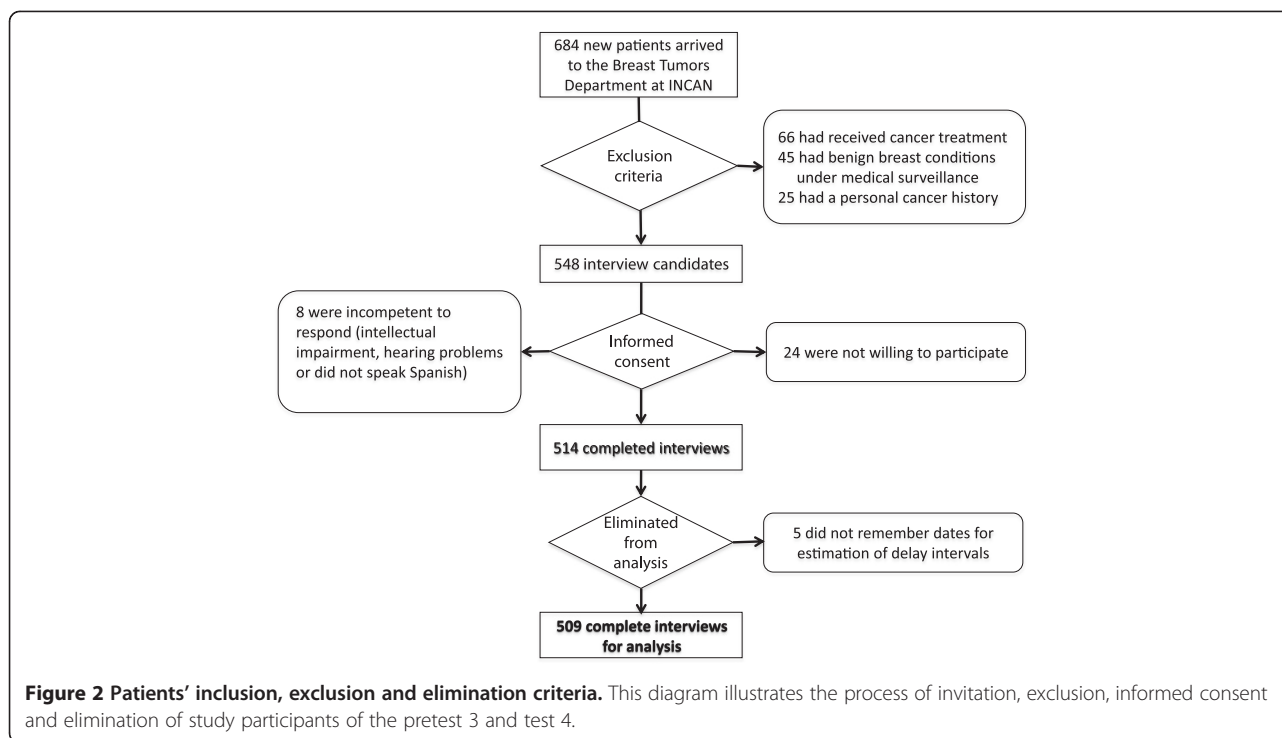 684 new patients arrived
to the Breast Tumors
Department at INCAN
Exclusion
criteria
66 had received cancer treatment
45 had benign breast conditions
under medical surveillance
25 had a personal cancer history
548 interview candidates
8 were incompetent to
respond (intellectual
impairment, hearing problems
or did not speak Spanish)
Informed
consent
24 were not willing to participate
514 completed interviews
Eliminated
from
analysis
5 did not remember dates for
estimation of delay intervals
509 complete interviews
for analysis
Figure 2 Patients’ inclusion, exclusion and elimination criteria. This diagram illustrates the process of invitation, exclusion, informed consent
and elimination of study participants of the pretest 3 and test 4.